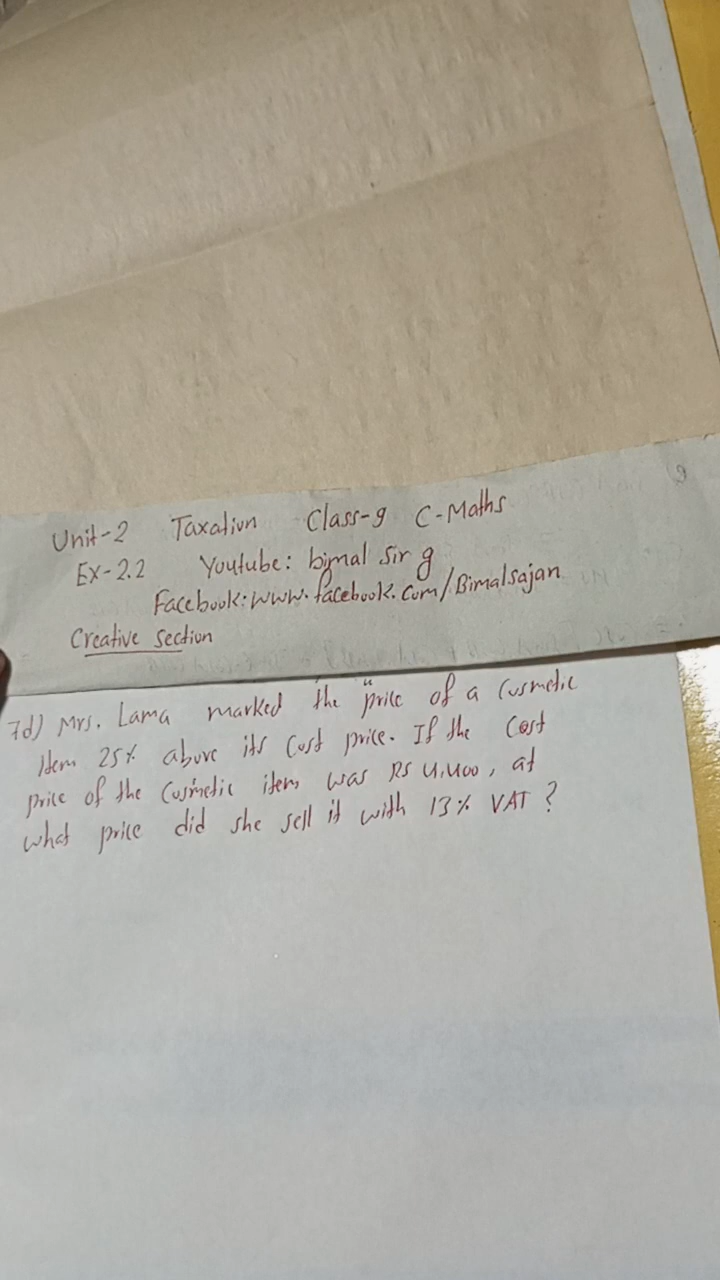 Unit-2 Taxation Class-9 C-Maths
Ex-2.2 Youtube: bimal sir g
Facebook: www.facebook.com/Bimalsajan
Creative section
7d) Mrs. Lama marked the price of a Cosmetic
Item 25% above its Cost price. If the Cost
price of the Cosmetic item was RS 4,400, at
what price did she sell it with 13% VAT ?